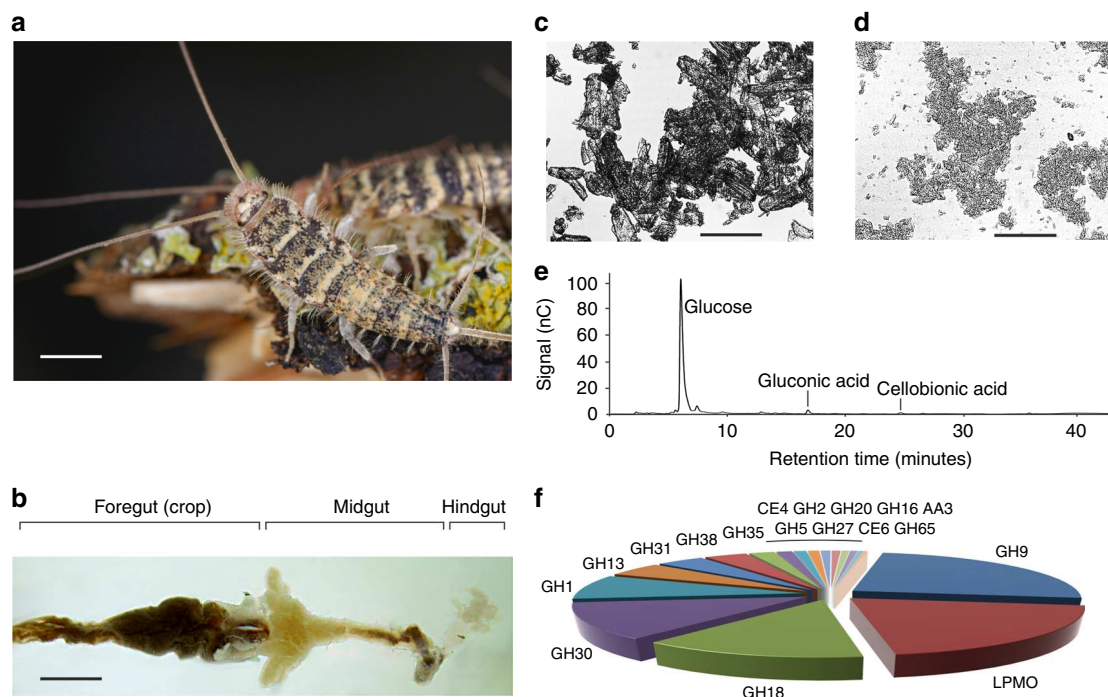 a
b
Foregut (crop) Midgut Hindgut
c
d
e
Signal (nC)
100
80
60
40
20
0
Glucose
Gluconic acid
Cellobionic acid
0 10 20 30 40
Retention time (minutes)
f
CE4 GH2 GH20 GH16 AA3
GH5 GH27 CE6 GH65
GH35
GH38
GH31
GH13
GH1
GH30
GH18
LPMO
GH9